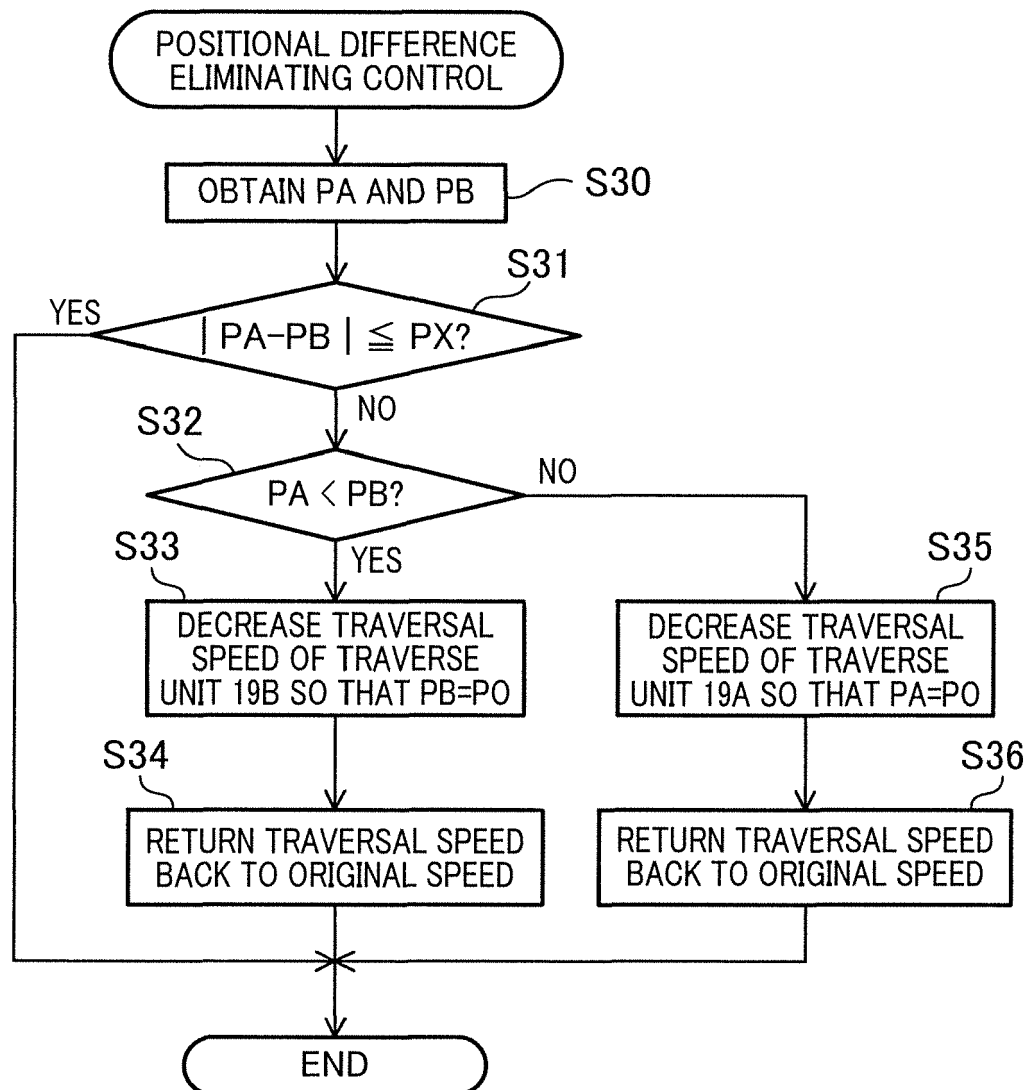 POSITIONAL DIFFERENCE
ELIMINATING CONTROL
OBTAIN PA AND PB
S30
S31
YES
| PA-PB | ≦ PX?
NO
S32
PA < PB?
NO
YES
S33
DECREASE TRAVERSAL
SPEED OF TRAVERSE
UNIT 19B SO THAT PB=PO
S35
DECREASE TRAVERSAL
SPEED OF TRAVERSE
UNIT 19A SO THAT PA=PO
S34
RETURN TRAVERSAL SPEED
BACK TO ORIGINAL SPEED
S36
RETURN TRAVERSAL SPEED
BACK TO ORIGINAL SPEED
END